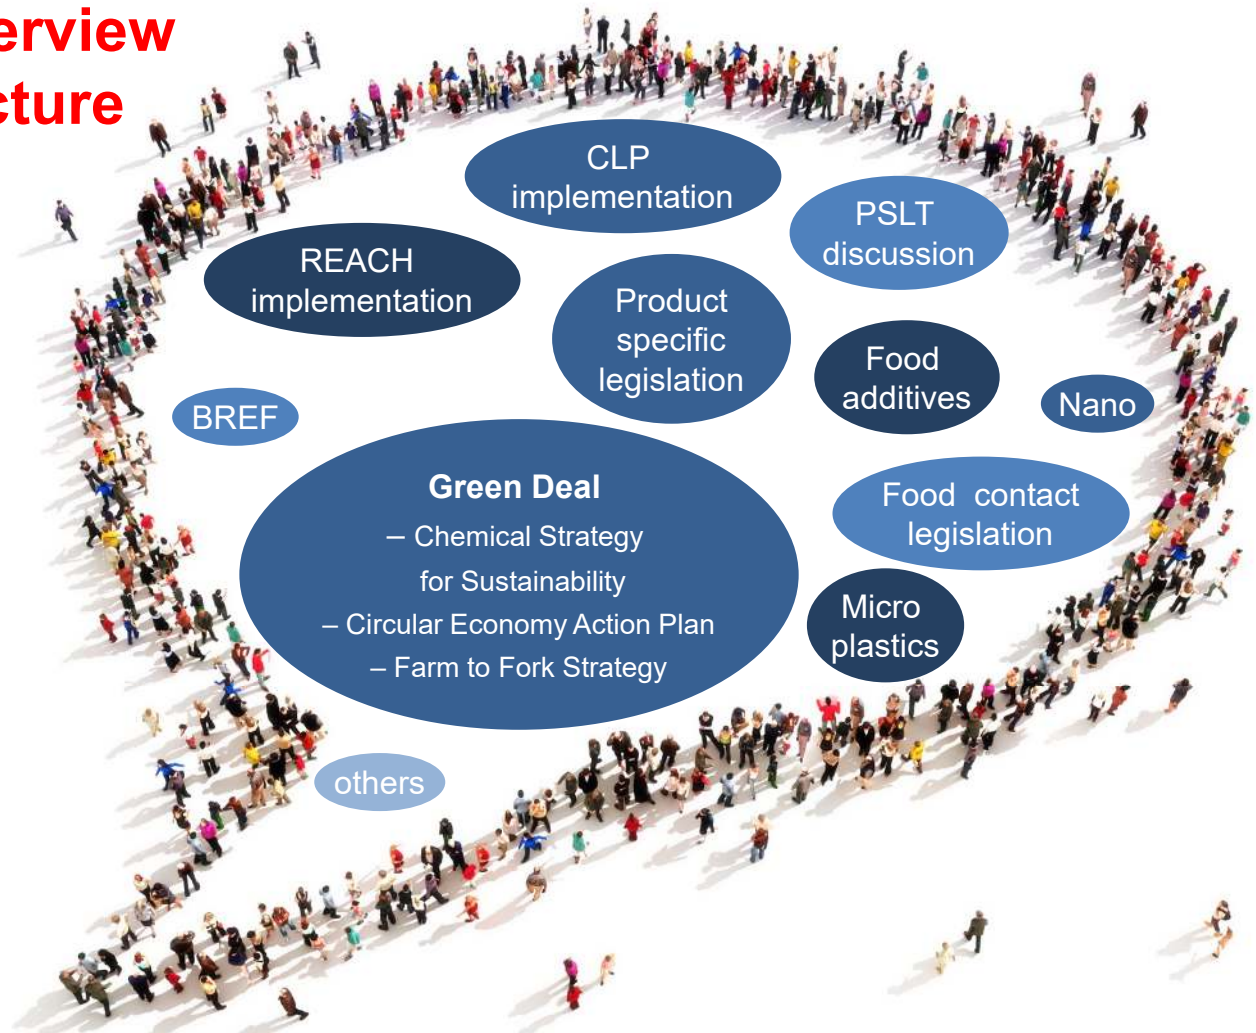 erview
cture
CLP
implementation
PSLT
discussion
REACH
implementation
Product
specific
legislation
Food
additives
Nano
BREF
Green Deal
– Chemical Strategy
for Sustainability
– Circular Economy Action Plan
– Farm to Fork Strategy
Food contact
legislation
Micro
plastics
others